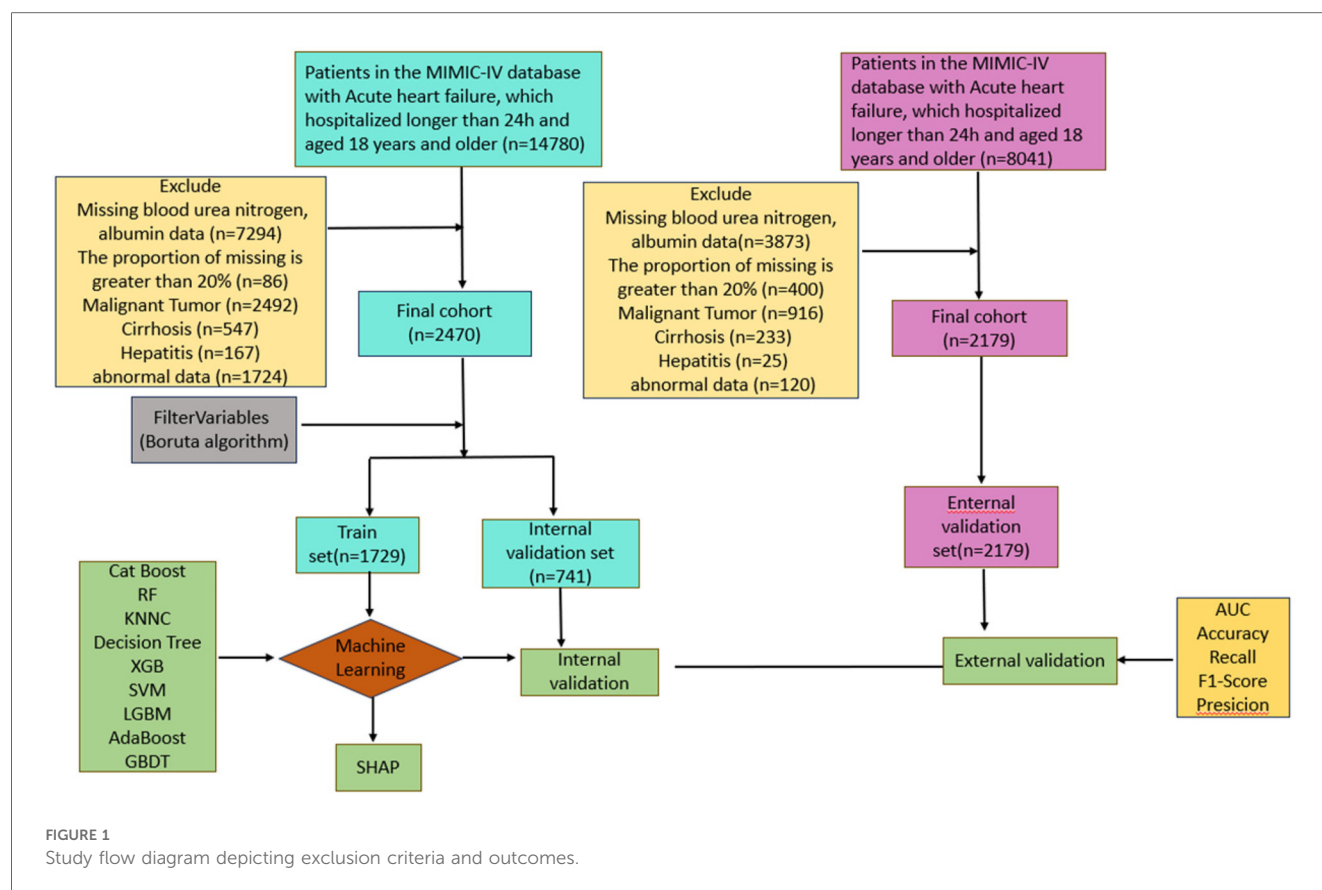 Patients in the MIMIC-IV database
with Acute heart failure, which
hospitalized longer than 24h and
aged 18 years and older (n=14780)
Patients in the MIMIC-IV
database with Acute heart
failure, which hospitalized
longer than 24h and aged 18
years and older (n=8041)
Exclude
Missing blood urea nitrogen,
albumin data (n=7294)
The proportion of missing is
greater than 20% (n=86)
Malignant Tumor (n=2492)
Cirrhosis (n=547)
Hepatitis (n=167)
abnormal data (n=1724)
Exclude
Missing blood urea nitrogen,
albumin data(n=3873)
The proportion of missing is
greater than 20% (n=400)
Malignant Tumor (n=916)
Cirrhosis (n=233)
Hepatitis (n=25)
abnormal data (n=120)
Final cohort
(n=2470)
Final cohort
(n=2179)
FilterVariables
(Boruta algorithm)
Train
set(n=1729)
Internal
validation set
(n=741)
Enternal
validation
set(n=2179)
Cat Boost
RF
KNNC
Decision Tree
XGB
SVM
LGBM
AdaBoost
GBDT
Machine
Learning
Internal
validation
External validation
AUC
Accuracy
Recall
F1-Score
Presicion
SHAP
FIGURE 1
Study flow diagram depicting exclusion criteria and outcomes.